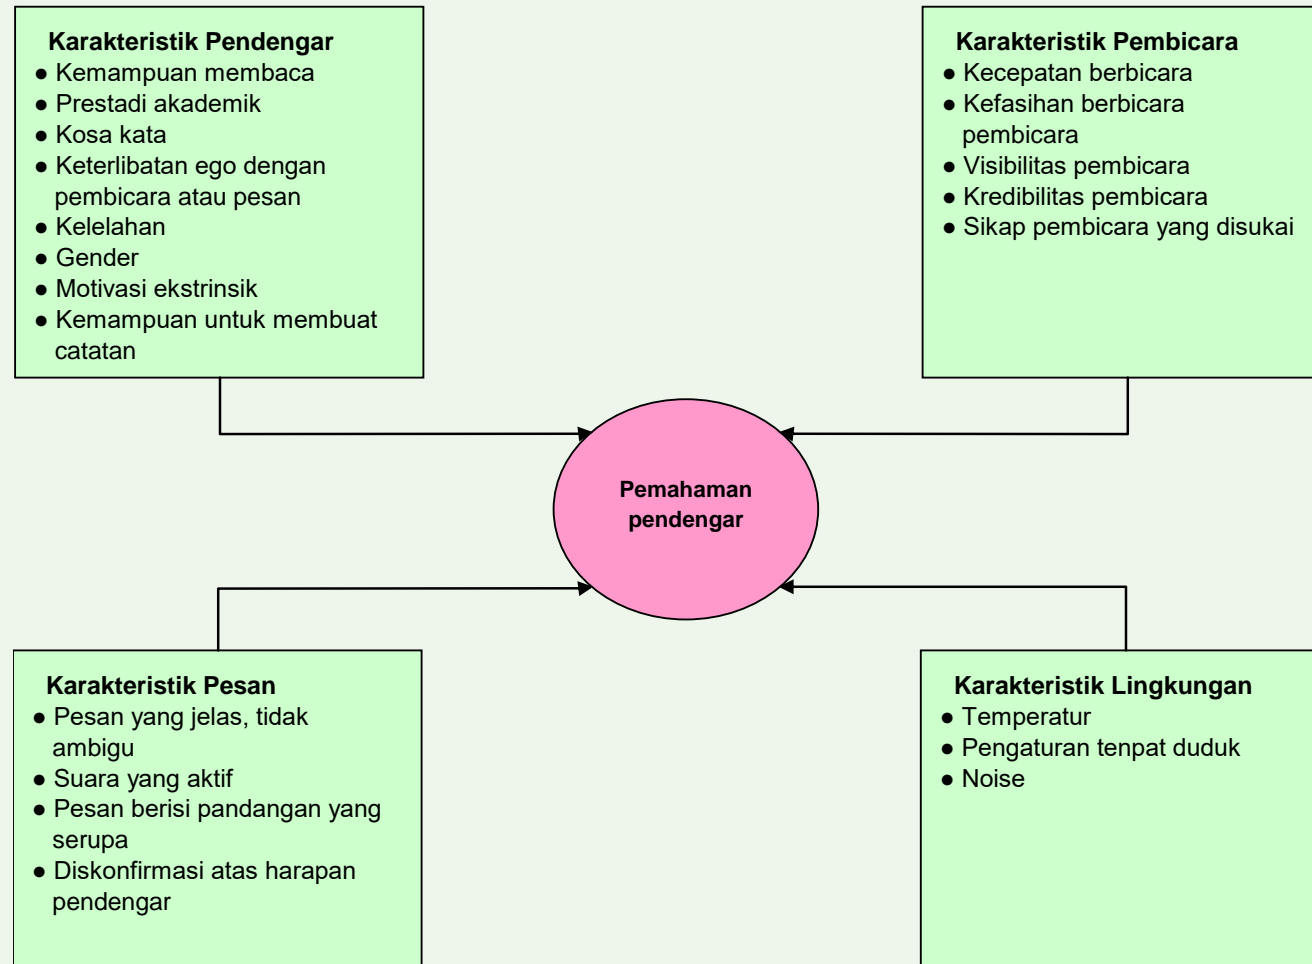 Karakteristik Pendengar
● Kemampuan membaca
● Prestadi akademik
● Kosa kata
● Keterlibatan ego dengan
pembicara atau pesan
● Kelelahan
● Gender
● Motivasi ekstrinsik
● Kemampuan untuk membuat
catatan
Karakteristik Pembicara
● Kecepatan berbicara
● Kefasihan berbicara
pembicara
● Visibilitas pembicara
● Kredibilitas pembicara
● Sikap pembicara yang disukai
Pemahaman
pendengar
Karakteristik Pesan
● Pesan yang jelas, tidak
ambigu
● Suara yang aktif
● Pesan berisi pandangan yang
serupa
● Diskonfirmasi atas harapan
pendengar
Karakteristik Lingkungan
● Temperatur
● Pengaturan tenpat duduk
● Noise